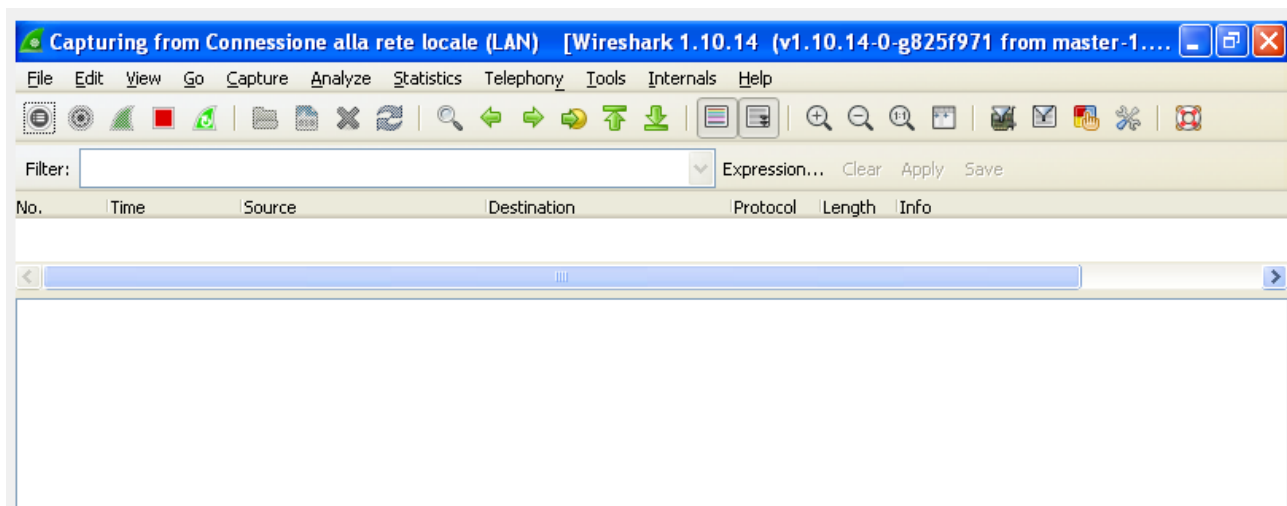 Capturing from Connessione alla rete locale (LAN) [Wireshark 1.10.14 (v1.10.14-0-g825f971 from master-1....
File Edit View Go Capture Analyze Statistics Telephony Tools Internals Help
Filter: Expression... Clear Apply Save
No. Time Source Destination Protocol Length Info